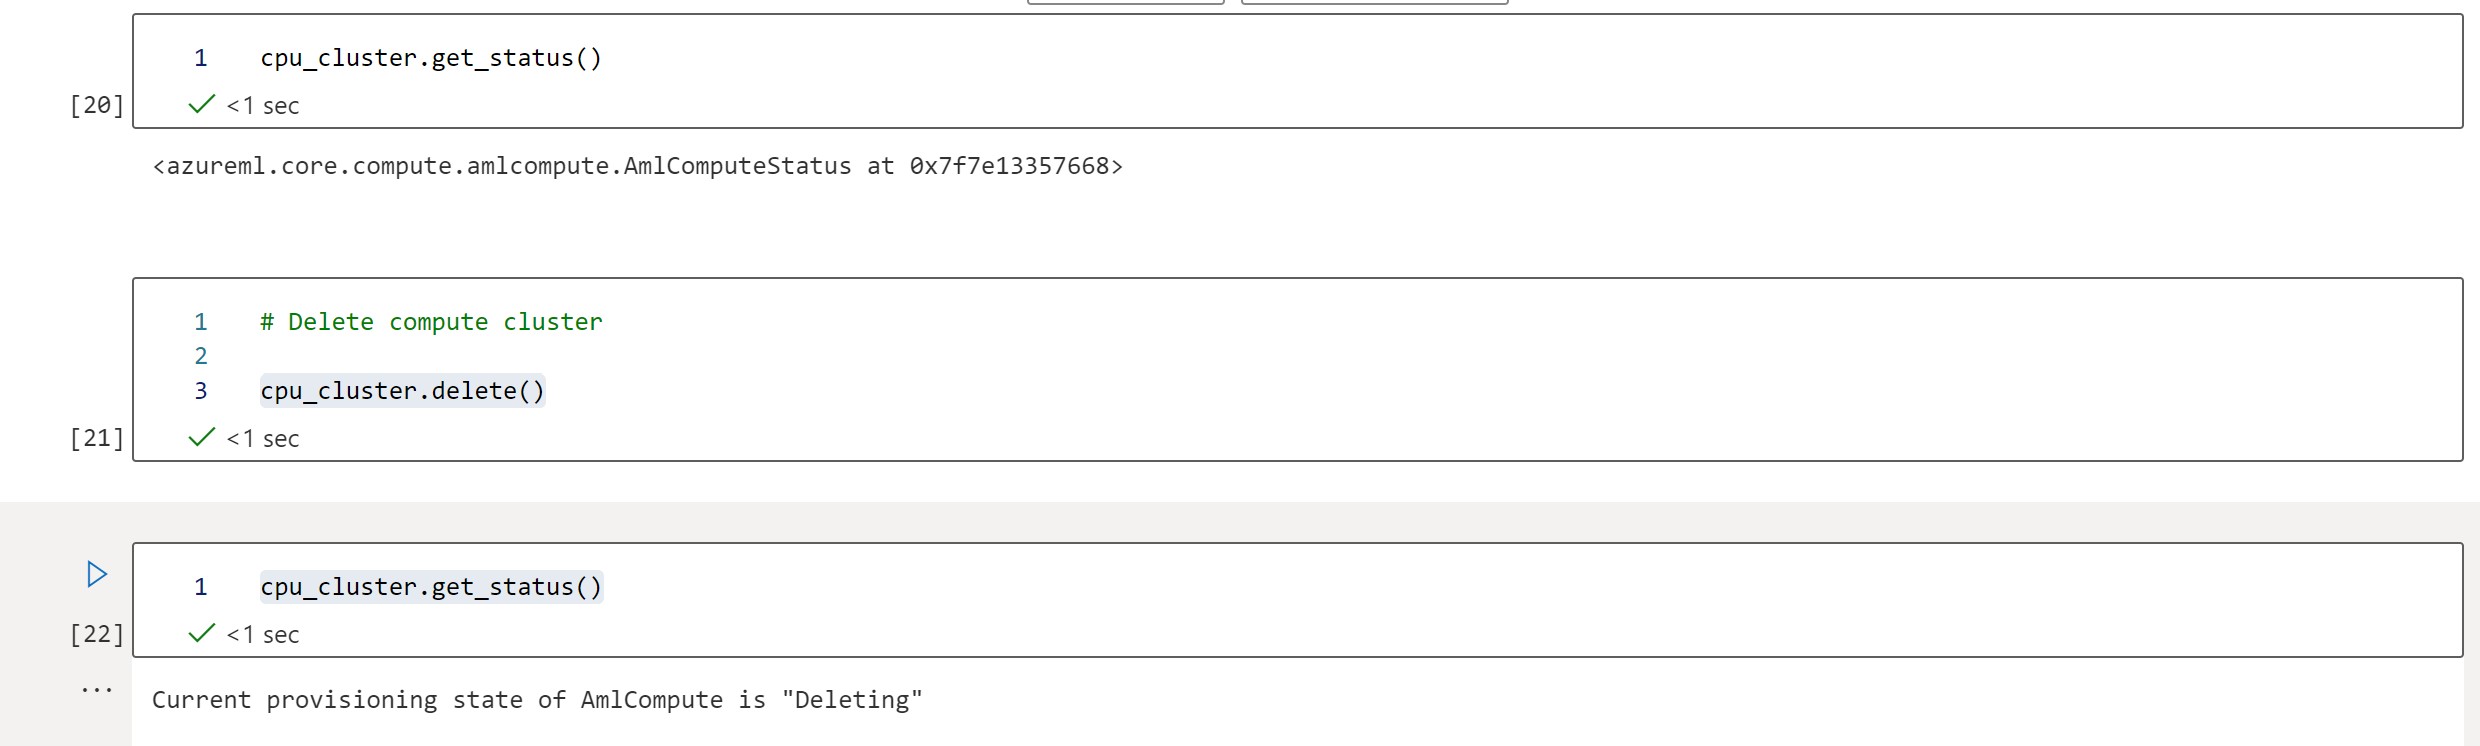 1 cpu_cluster.get_status()
[20] <1 sec
<azureml.core.compute.amlcompute.AmlComputeStatus at 0x7f7e13357668>
1 # Delete compute cluster
2
3 cpu_cluster.delete()
[21] <1 sec
1 cpu_cluster.get_status()
[22] <1 sec
... Current provisioning state of AmlCompute is "Deleting"